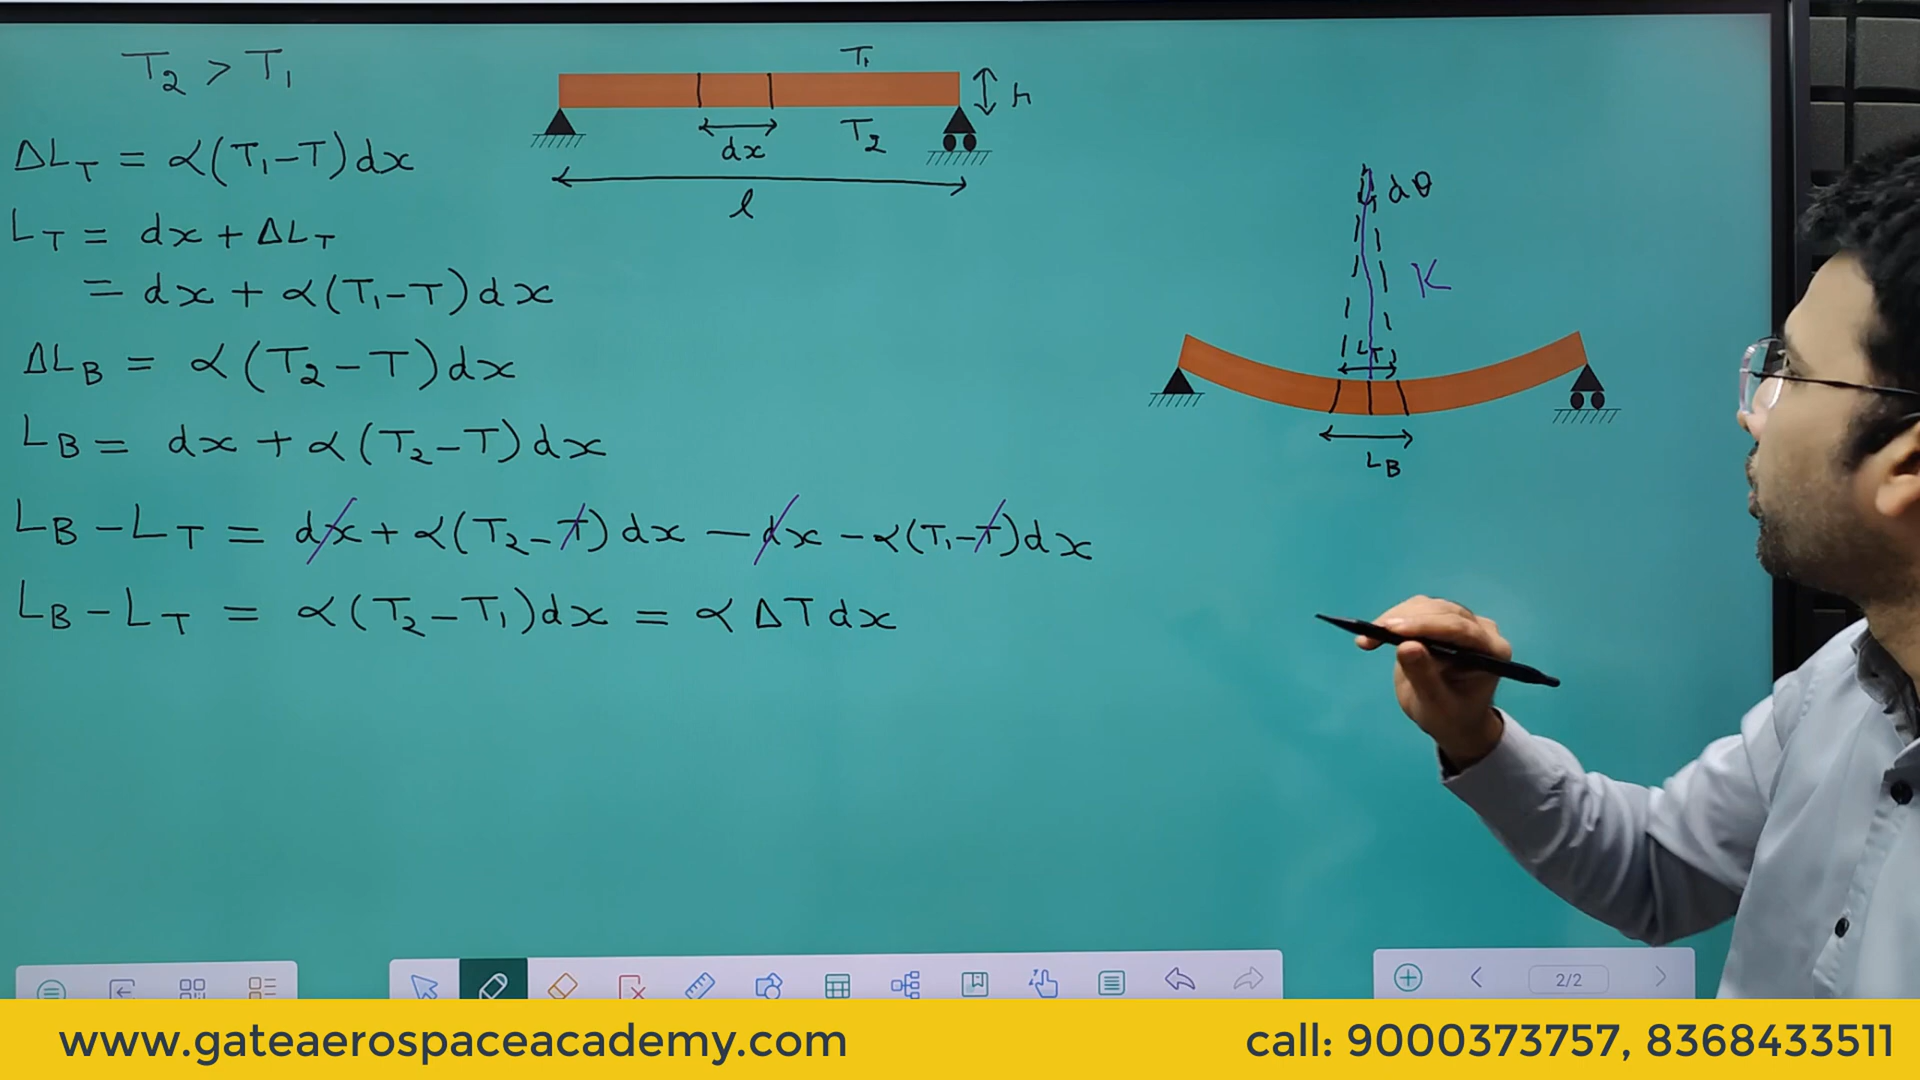 T₂ > T₁
ΔL_T = α(T₁-T)dx
L_T = dx + ΔL_T
= dx + α(T₁-T)dx
ΔL_B = α(T₂-T)dx
L_B = dx + α(T₂-T)dx
L_B - L_T = dx + α(T₂-T)dx - dx - α(T₁-T)dx
L_B - L_T = α(T₂-T₁)dx = αΔTdx
T₁
h
dx
T₂
l
dθ
K
L_T
L_B
2/2
www.gateaerospaceacademy.com
call: 9000373757, 8368433511